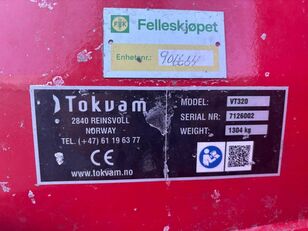 Felleskjøpet
Enhetsnr.:
Tokvam
2840 REINSVOLL
NORWAY
TEL. (+47) 61 19 63 77
CE
www.tokvam.no
MODEL: VT320
SERIAL NR: 7126002
WEIGHT: 1304 kg